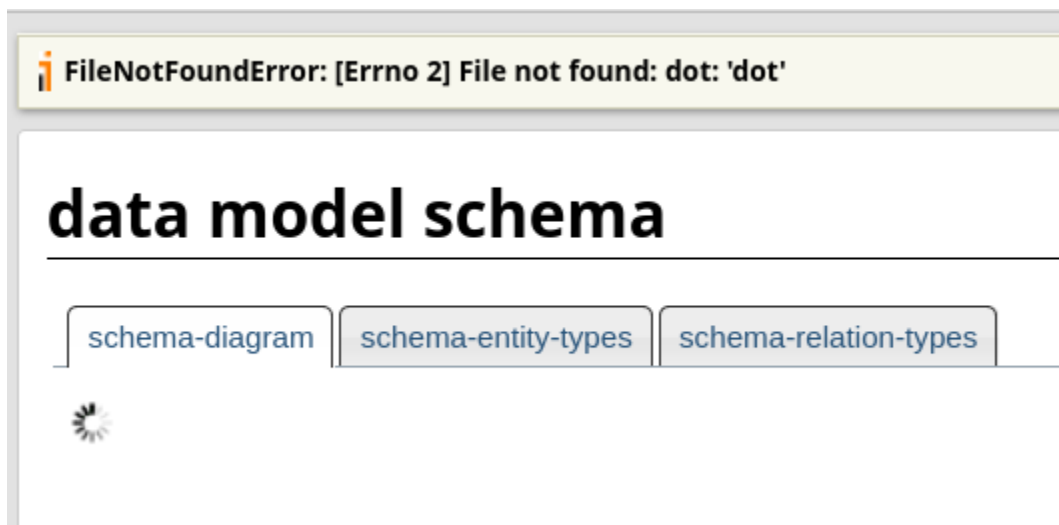 FileNotFoundError: [Errno 2] File not found: dot: 'dot'
data model schema
schema-diagram schema-entity-types schema-relation-types